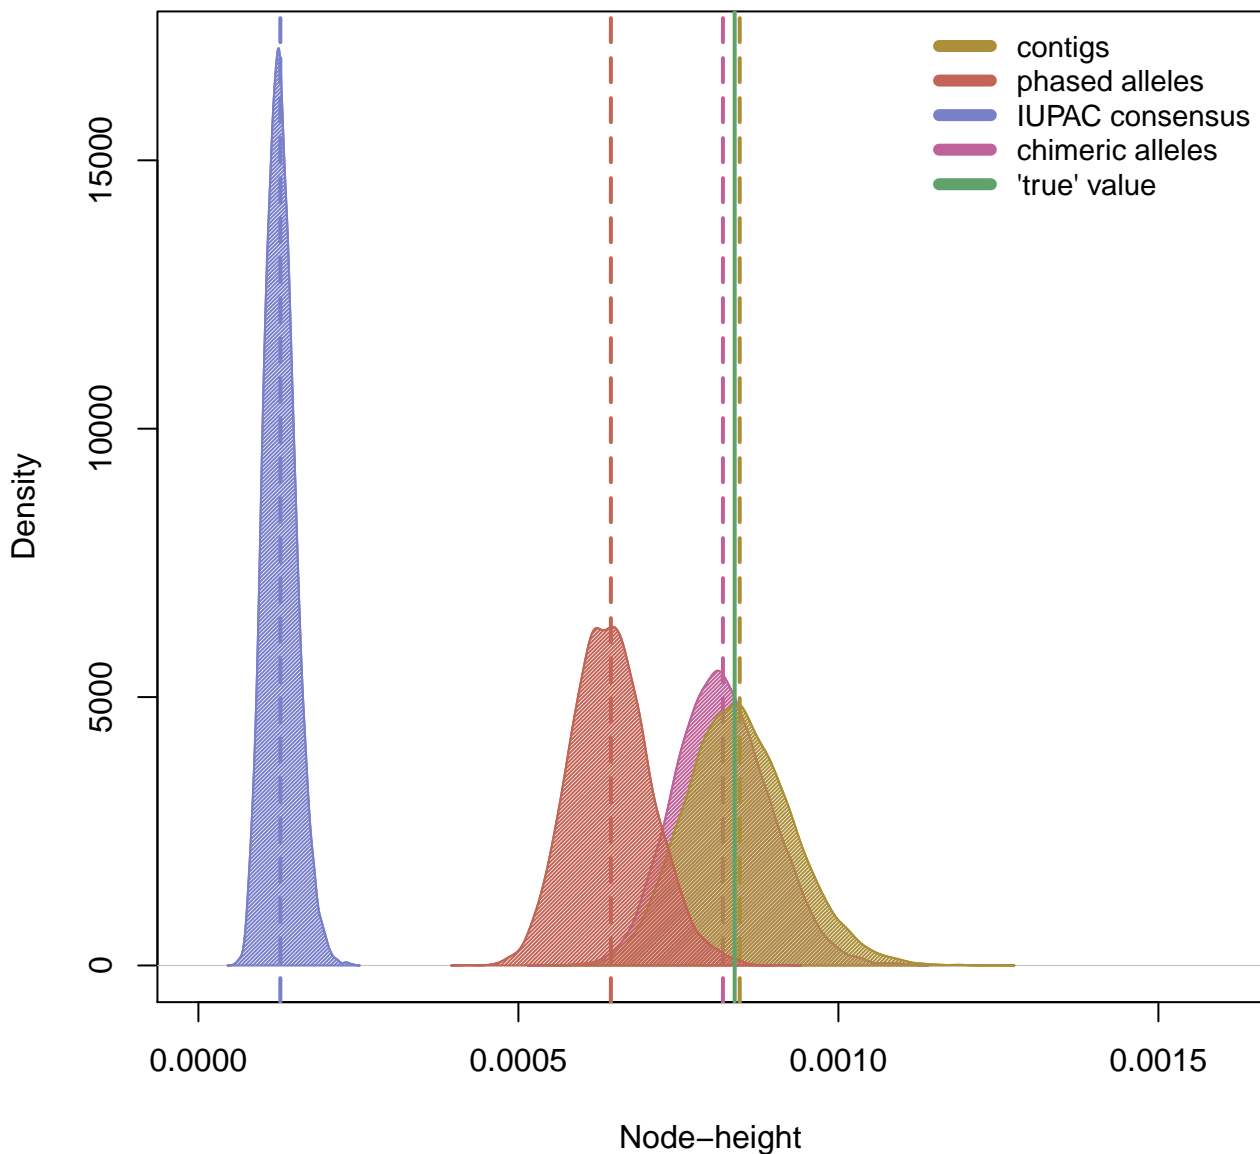 contigs
phased alleles
IUPAC consensus
chimeric alleles
'true' value
15000
10000
5000
0
Density
0.0000 0.0005 0.0010 0.0015
Node−height